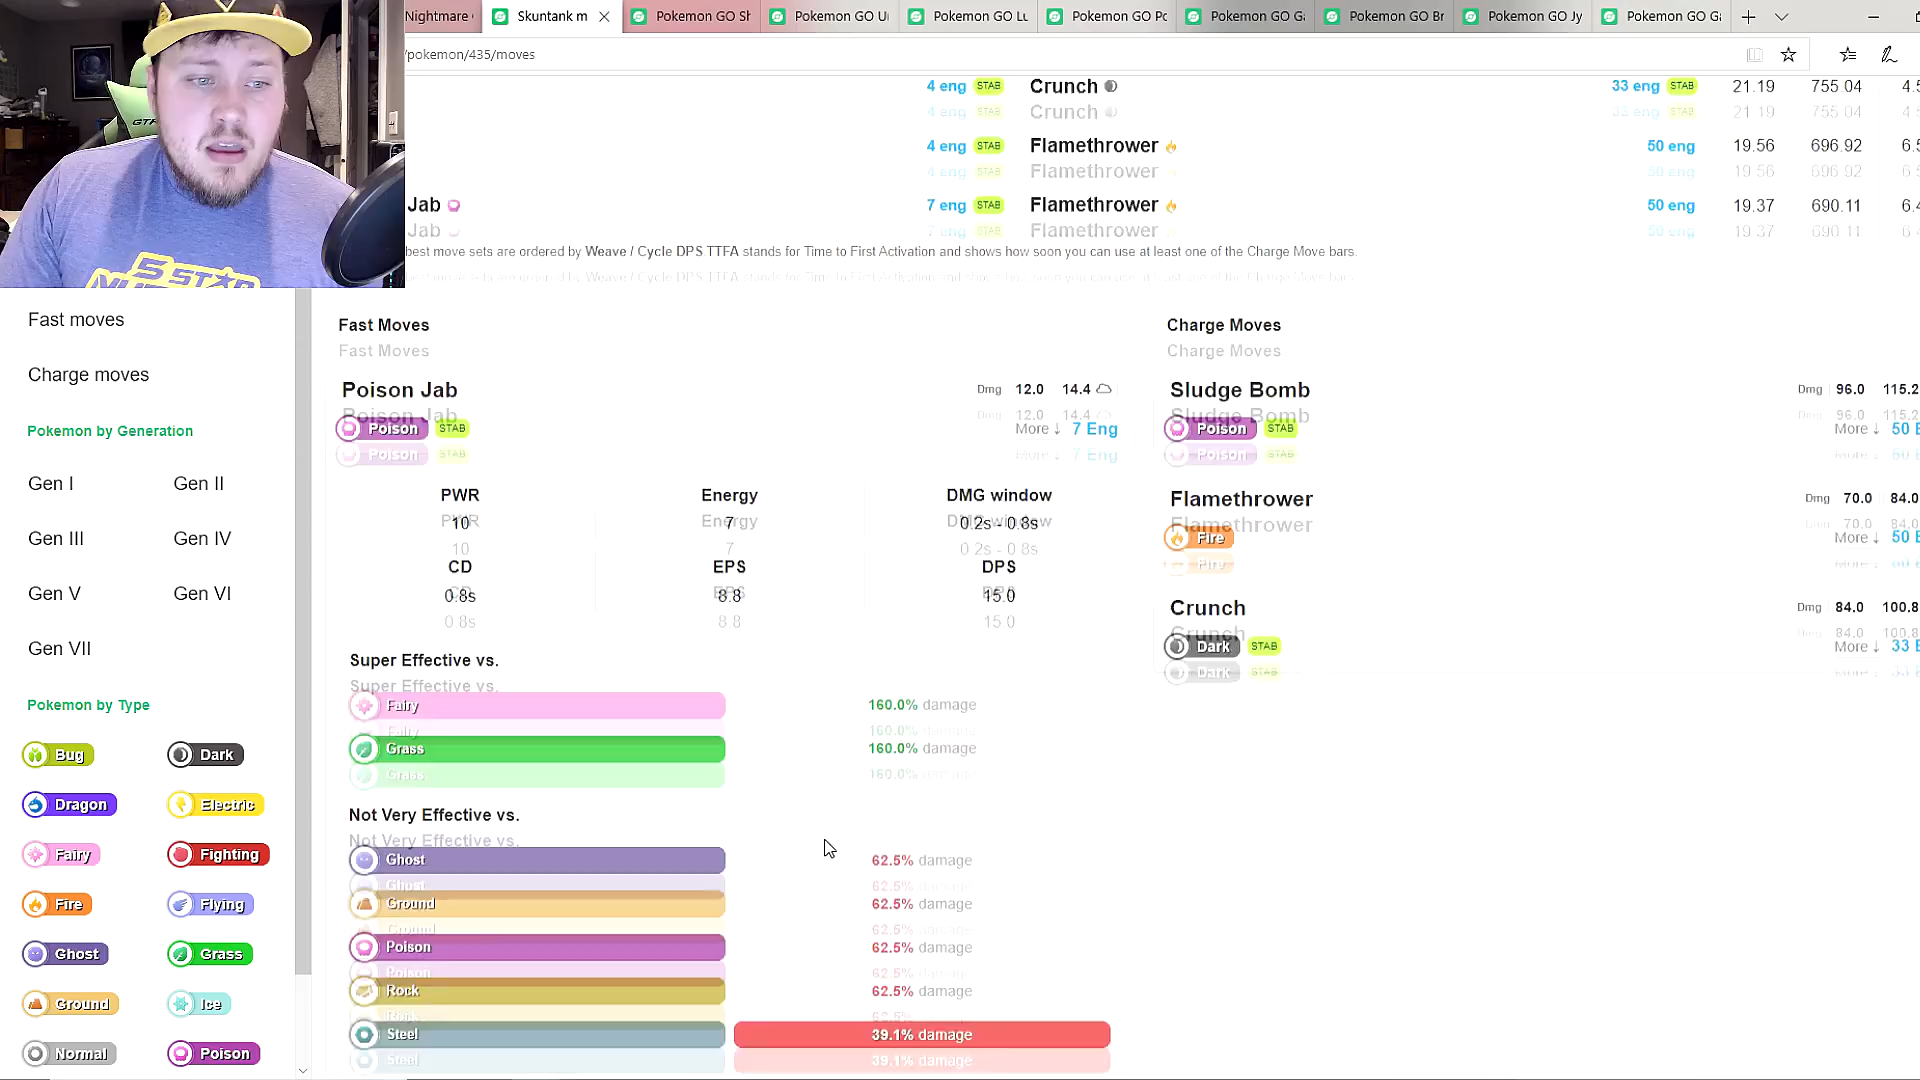 Nightmare
Skuntank m
Pokemon GO Sh
Pokemon GO U
Pokemon GO Lu
Pokemon GO Po
Pokemon GO Ga
Pokemon GO Br
Pokemon GO Jy
Pokemon GO Ga
/pokemon/435/moves
4 eng STAB Crunch 33 eng STAB 21.19 755.04
4 eng STAB Flamethrower 50 eng 19.56 696.92
Jab 7 eng STAB Flamethrower 50 eng 19.37 690.11
best move sets are ordered by Weave / Cycle DPS TTFA stands for Time to First Activation and shows how soon you can use at least one of the Charge Move bars.
5 STAR
Fast moves
Charge moves
Pokemon by Generation
Gen I Gen II
Gen III Gen IV
Gen V Gen VI
Gen VII
Pokemon by Type
Bug Dark
Dragon Electric
Fairy Fighting
Fire Flying
Ghost Grass
Ground Ice
Normal Poison
Fast Moves
Poison Jab Dmg 12.0 14.4
Poison STAB More ↓ 7 Eng
PWR Energy DMG window
10 7 0.2s - 0.8s
CD EPS DPS
0.8s 8.8 15.0
Super Effective vs.
Fairy 160.0% damage
Grass 160.0% damage
Not Very Effective vs.
Ghost 62.5% damage
Ground 62.5% damage
Poison 62.5% damage
Rock 62.5% damage
Steel 39.1% damage
Charge Moves
Sludge Bomb Dmg 96.0 115.2
Poison STAB More ↓ 50 E
Flamethrower Dmg 70.0 84.0
Fire More ↓ 50 E
Crunch Dmg 84.0 100.8
Dark STAB More ↓ 33 E